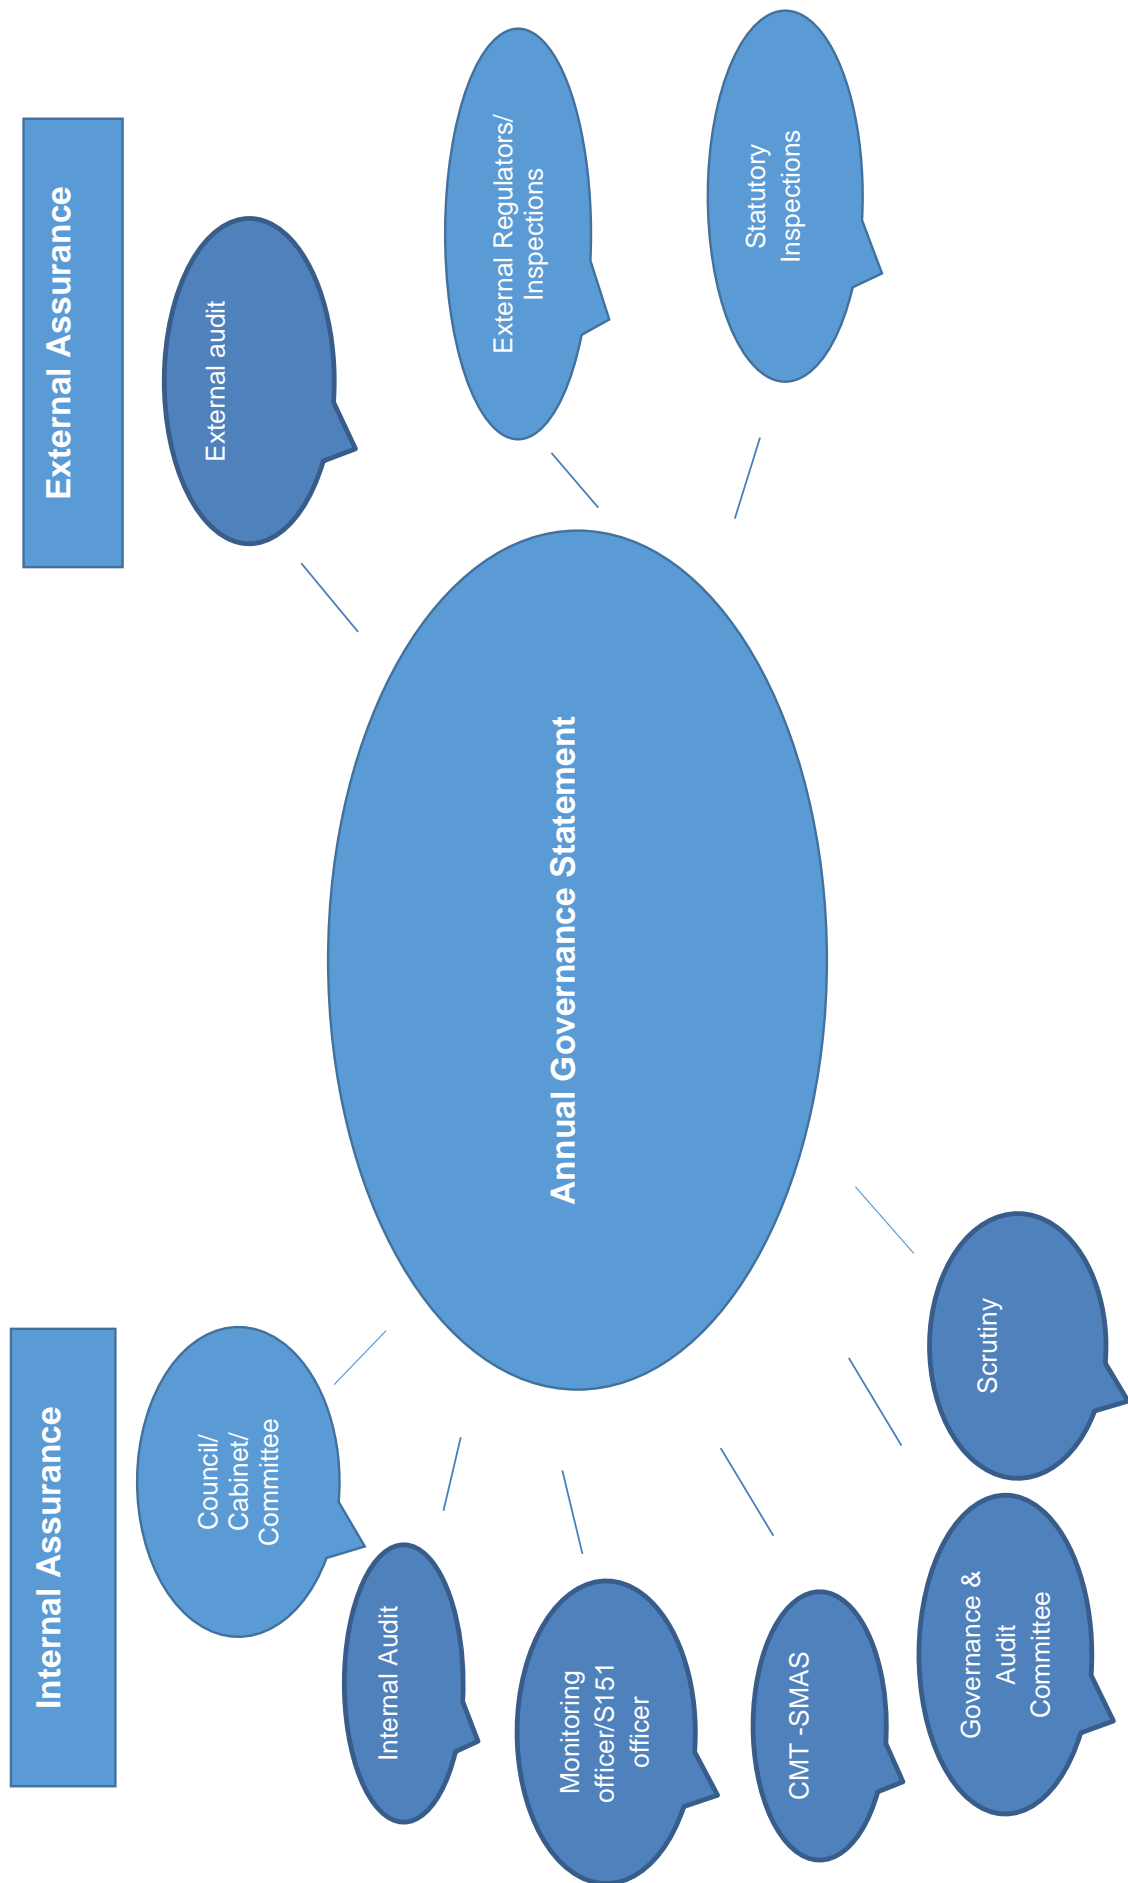 Internal Assurance
External Assurance
Council/
Cabinet/
Committee
Internal Audit
Monitoring
officer/S151
officer
CMT -SMAS
Governance &
Audit
Committee
Scrutiny
Annual Governance Statement
External audit
External Regulators/
Inspections
Statutory
Inspections